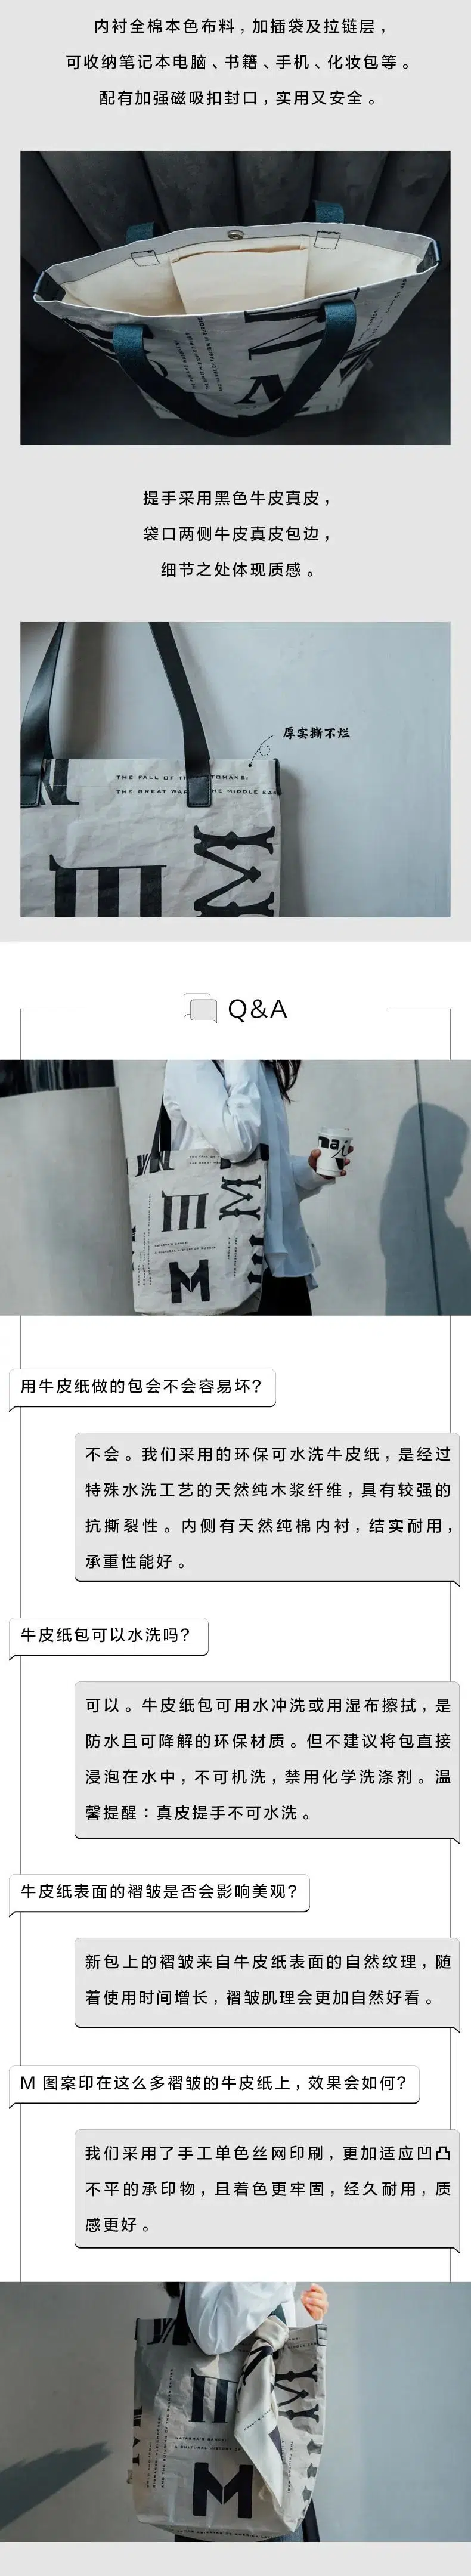 内衬全棉本色布料，加插袋及拉链层，
可收纳笔记本电脑、书籍、手机、化妆包等。
配有加强磁吸扣封口，实用又安全。
提手采用黑色牛皮真皮，
袋口两侧牛皮真皮包边，
细节之处体现质感。
厚实撕不烂
THE FALL OF TH TOMANS:
THE GREAT WAR HE MIDDLE EAS
M
Q&A
M
M
用牛皮纸做的包会不会容易坏？
不会。我们采用的环保可水洗牛皮纸，是经过
特殊水洗工艺的天然纯木浆纤维，具有较强的
抗撕裂性。内侧有天然纯棉内衬，结实耐用，
承重性能好。
牛皮纸包可以水洗吗？
可以。牛皮纸包可用水冲洗或用湿布擦拭，是
防水且可降解的环保材质。但不建议将包直接
浸泡在水中，不可机洗，禁用化学洗涤剂。温
馨提醒：真皮提手不可水洗。
牛皮纸表面的褶皱是否会影响美观？
新包上的褶皱来自牛皮纸表面的自然纹理，随
着使用时间增长，褶皱肌理会更加自然好看。
M 图案印在这么多褶皱的牛皮纸上，效果会如何？
我们采用了手工单色丝网印刷，更加适应凹凸
不平的承印物，且着色更牢固，经久耐用，质
感更好。
NATASHA'S DANCE:
A CULTURAL HISTORY OF RUSSIA
M